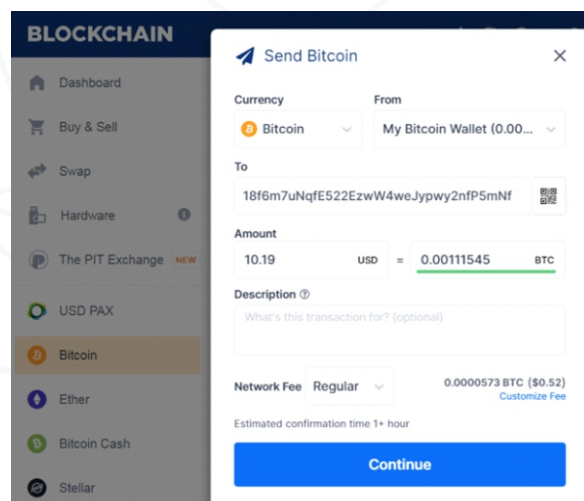 BLOCKCHAIN
Dashboard
Buy & Sell
Swap
Hardware
The PIT Exchange NEW
USD PAX
Bitcoin
Ether
Bitcoin Cash
Stellar
Send Bitcoin
Currency From
Bitcoin My Bitcoin Wallet (0.00...
To
18f6m7uNqfE522EzwW4weJypwy2nfP5mNf
Amount
10.19 USD = 0.00111545 BTC
Description
What's this transaction for? (optional)
Network Fee Regular 0.0000573 BTC ($0.52)
Customize Fee
Estimated confirmation time 1+ hour
Continue